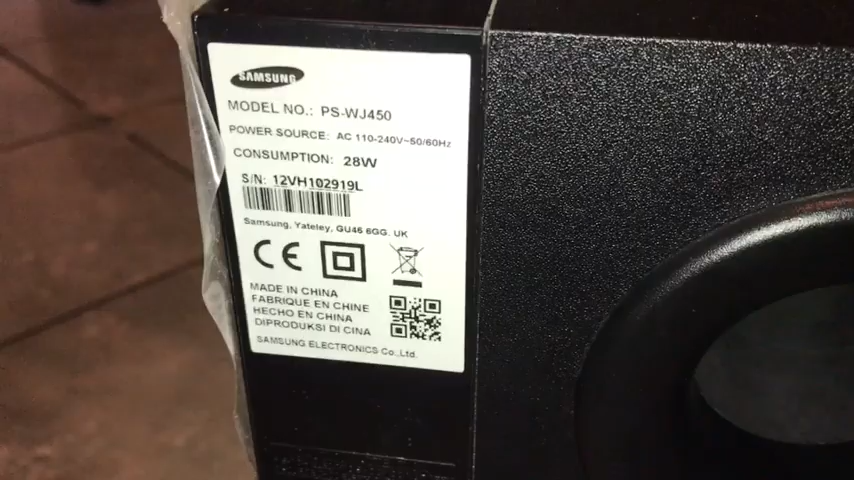 SAMSUNG
MODEL NO.: PS-WJ450
POWER SOURCE: AC 110-240V~50/60Hz
CONSUMPTION: 28W
S/N: 12VH102919L
Samsung, Yateley, GU46 6GG. UK
CE
MADE IN CHINA
FABRIQUE EN CHINE
HECHO EN CHINA
DIPRODUKSI DI CINA
SAMSUNG ELECTRONICS Co.,Ltd.